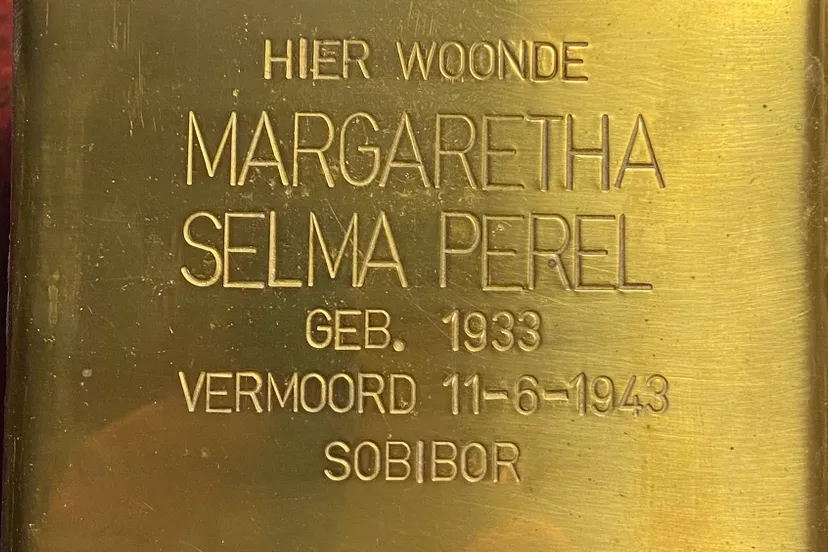 HIER WOONDE
MARGARETHA
SELMA PEREL
GEB. 1933
VERMOORD 11-6-1943
SOBIBOR